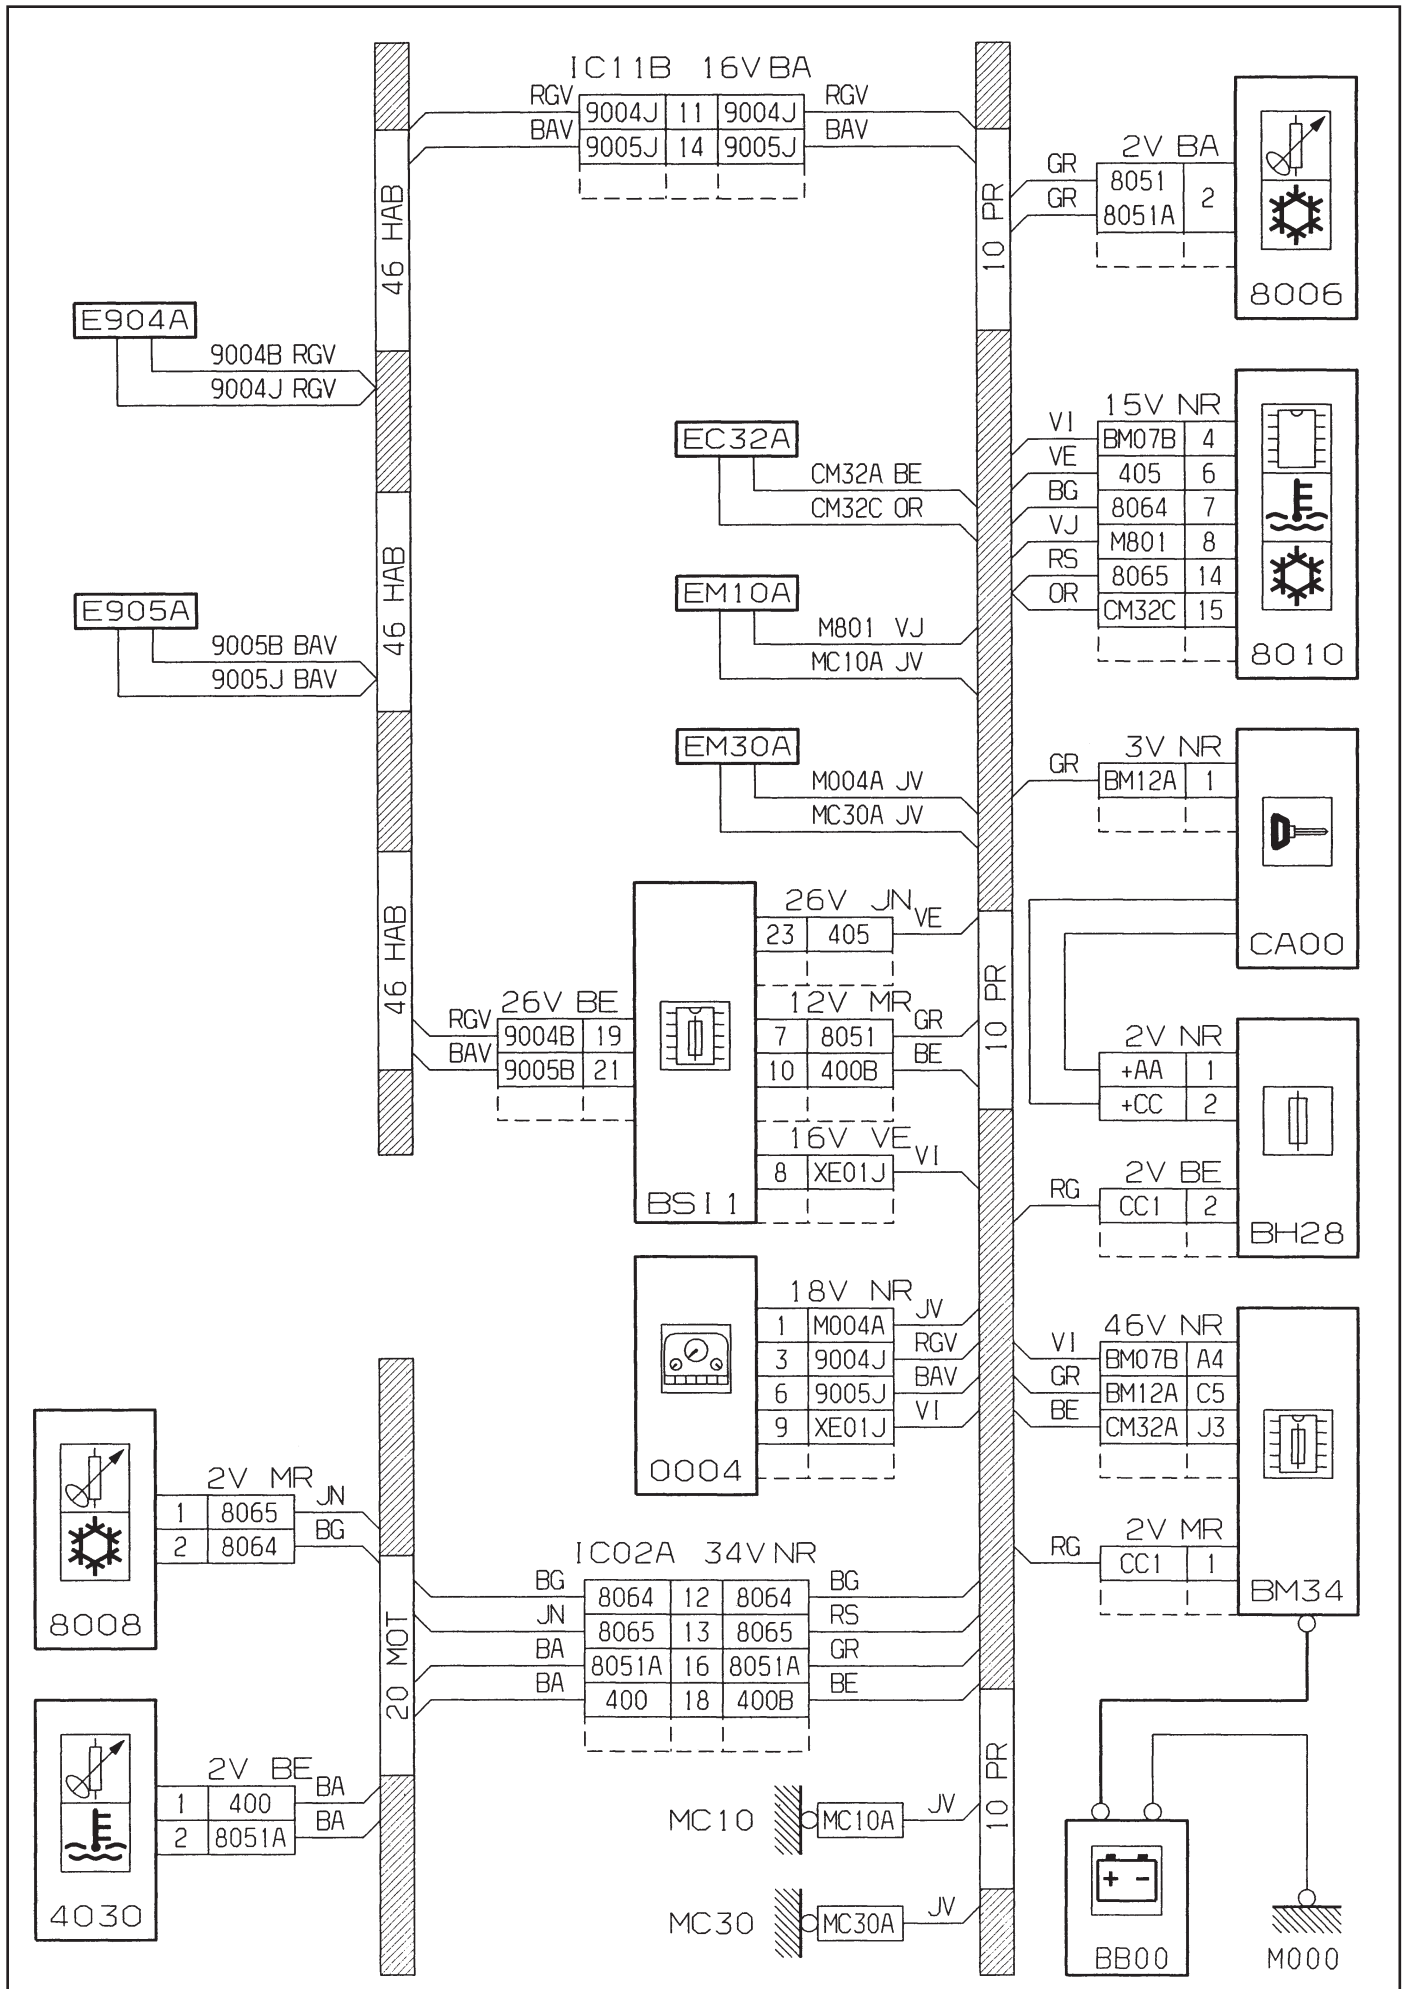 IC11B 16V BA
RGV 9004J 11 9004J RGV
BAV 9005J 14 9005J BAV
46 HAB
10 PR
2V BA
GR 8051 2
GR 8051A
8006
E904A
9004B RGV
9004J RGV
15V NR
VI BM07B 4
VE 405 6
BG 8064 7
VJ M801 8
RS 8065 14
OR CM32C 15
8010
EC32A
CM32A BE
CM32C OR
46 HAB
E905A
9005B BAV
9005J BAV
EM10A
M801 VJ
MC10A JV
EM30A
M004A JV
MC30A JV
3V NR
GR BM12A 1
CA00
46 HAB
26V JN
23 405 VE
10 PR
26V BE
RGV 9004B 19
BAV 9005B 21
12V MR
7 8051 GR
10 400B BE
16V VE
8 XE01J VI
BSI1
2V NR
+AA 1
+CC 2
2V BE
RG CC1 2
BH28
18V NR
1 M004A JV
3 9004J RGV
6 9005J BAV
9 XE01J VI
0004
46V NR
VI BM07B A4
GR BM12A C5
BE CM32A J3
2V MR
RG CC1 1
BM34
2V MR
1 8065 JN
2 8064 BG
8008
20 MOT
IC02A 34V NR
BG 8064 12 8064 BG
JN 8065 13 8065 RS
BA 8051A 16 8051A GR
BA 400 18 400B BE
2V BE
1 400 BA
2 8051A BA
4030
10 PR
MC10 MC10A JV
MC30 MC30A JV
+ -
BB00
M000